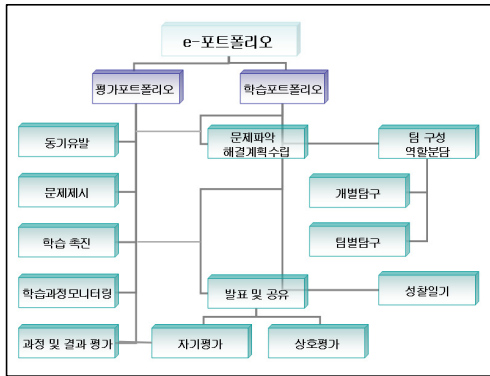 e-포트폴리오
평가포트폴리오
학습포트폴리오
동기유발
문제파악
해결계획수립
팀 구성
역할분담
문제제시
개별탐구
학습 촉진
팀별탐구
학습과정모니터링
발표 및 공유
성찰일기
과정 및 결과 평가
자기평가
상호평가